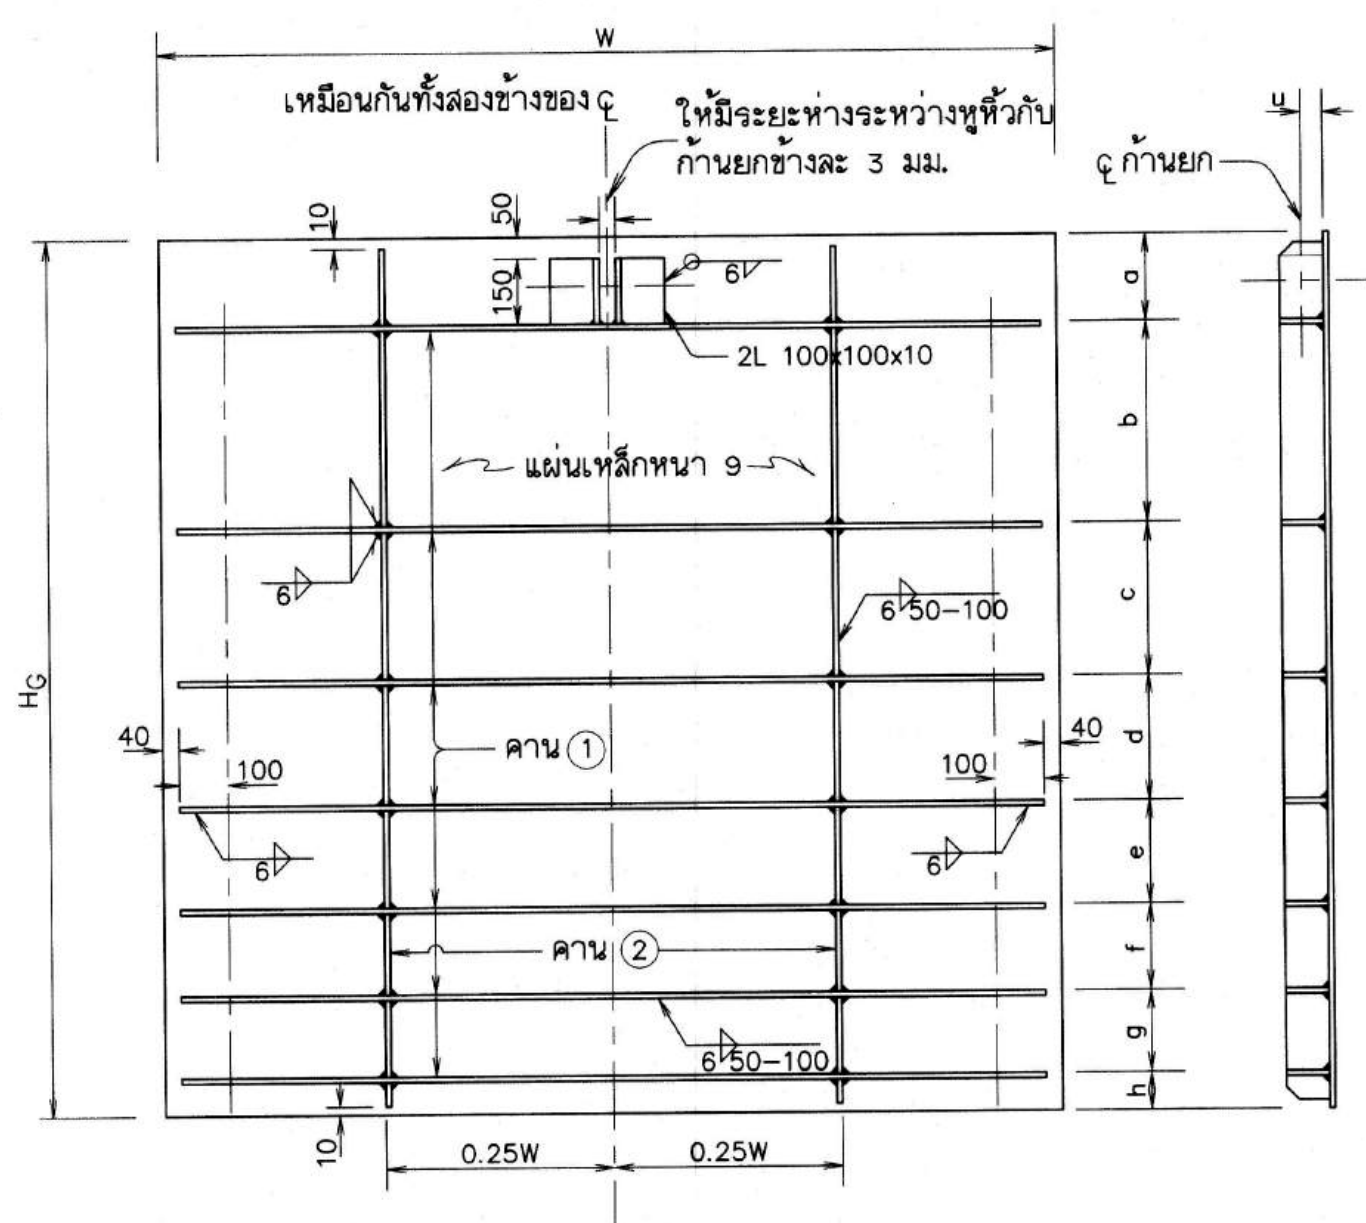 W
เหมือนกันทั้งสองข้างของ ℄
ให้มีระยะห่างระหว่างหูหิ้วกับ
ก้านยกข้างละ 3 มม.
u
℄ ก้านยก
10
50
150
6
a
2L 100x100x10
b
แผ่นเหล็กหนา 9
6
6 50-100
c
HG
40
100
คาน 1
100
40
d
6
6
e
คาน 2
f
6 50-100
g
h
10
0.25W
0.25W